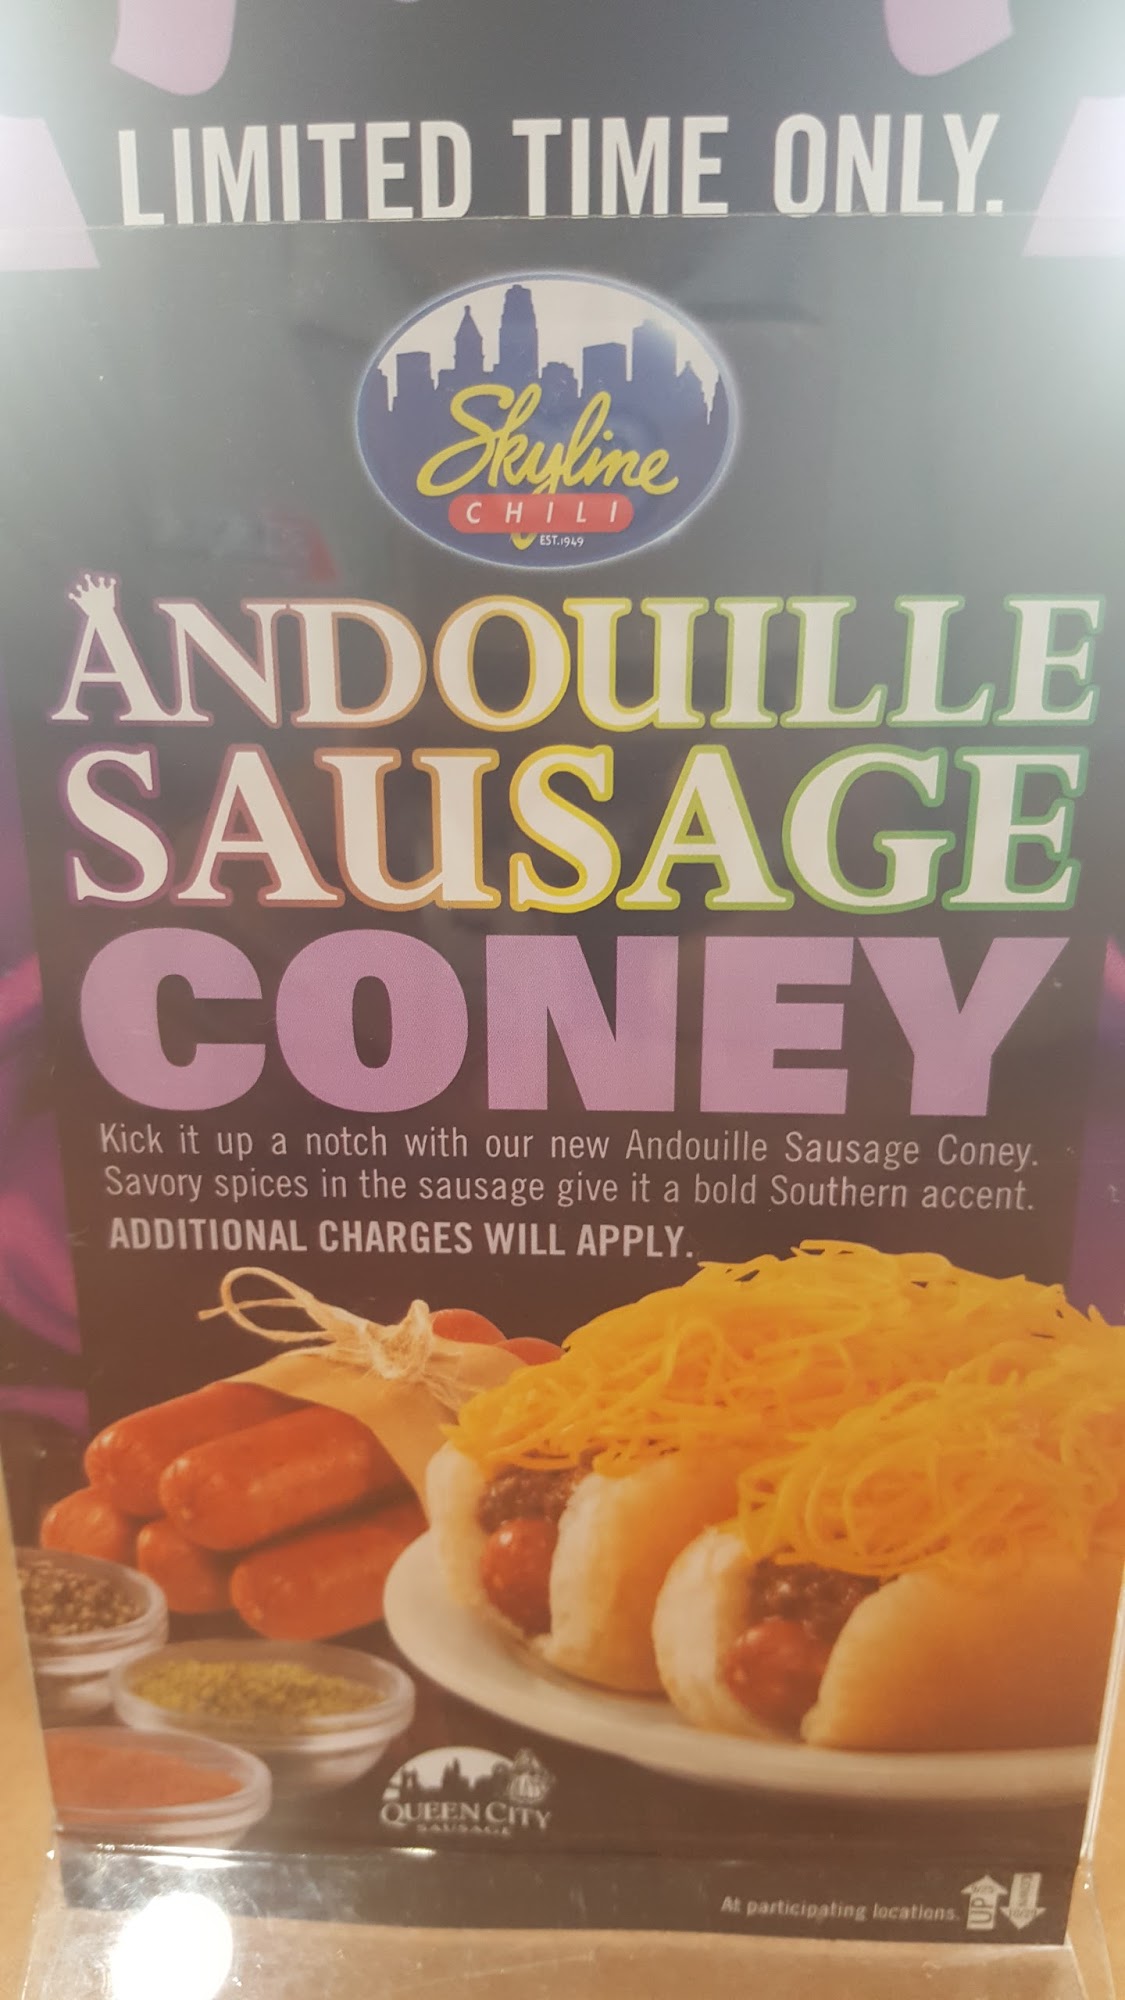 LIMITED TIME ONLY.
Skyline
CHILI
EST.1949
ANDOUILLE
SAUSAGE
CONEY
Kick it up a notch with our new Andouille Sausage Coney.
Savory spices in the sausage give it a bold Southern accent.
ADDITIONAL CHARGES WILL APPLY.
QUEEN CITY
SAUSAGE
At participating locations.
UP